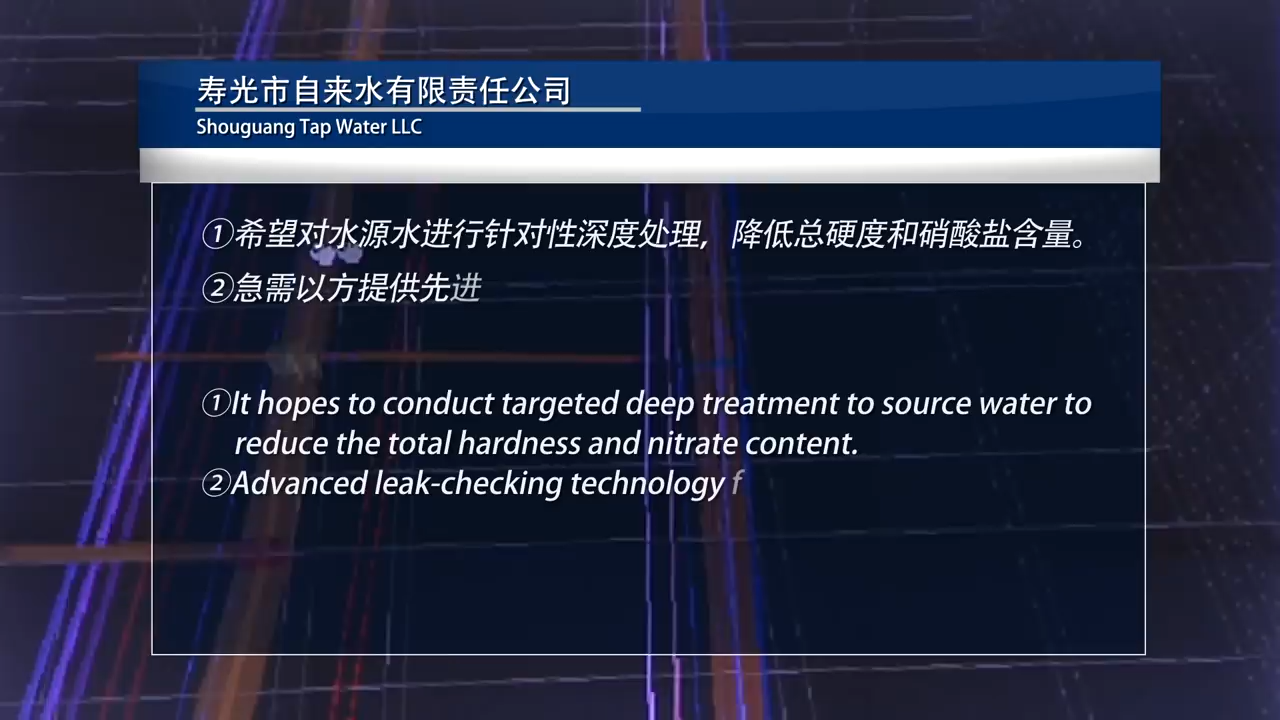 寿光市自来水有限责任公司
Shouguang Tap Water LLC
①希望对水源水进行针对性深度处理，降低总硬度和硝酸盐含量。
②急需以方提供先进
①It hopes to conduct targeted deep treatment to source water to
reduce the total hardness and nitrate content.
②Advanced leak-checking technology f